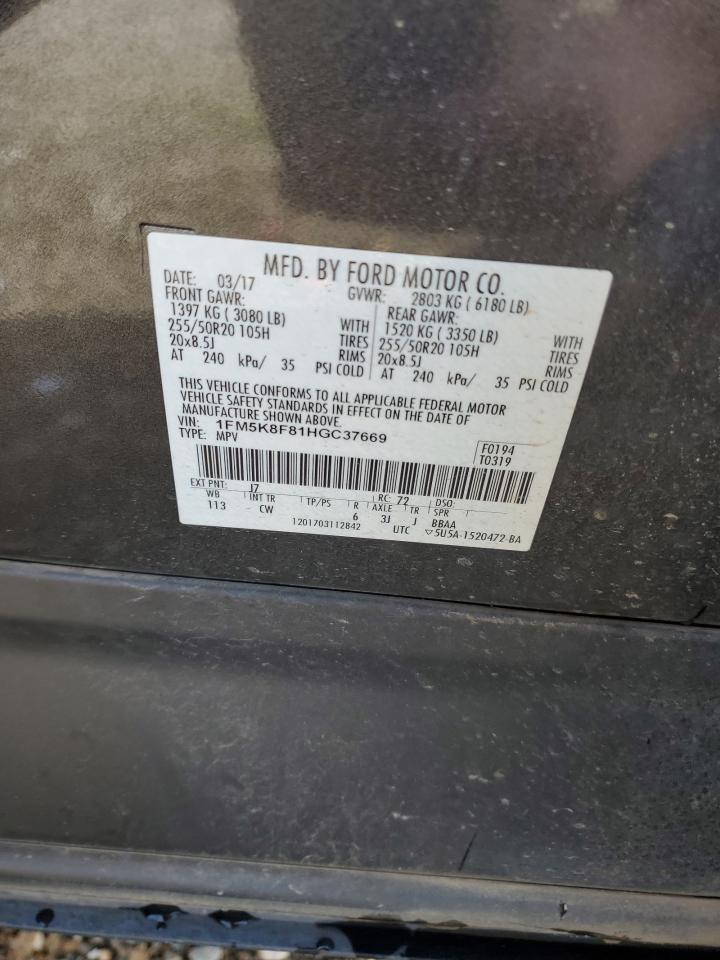 MFD. BY FORD MOTOR CO.
DATE: 03/17 GVWR: 2803 KG ( 6180 LB)
FRONT GAWR: REAR GAWR:
1397 KG ( 3080 LB) WITH 1520 KG ( 3350 LB) WITH
255/50R20 105H TIRES 255/50R20 105H TIRES
20x8.5J RIMS 20x8.5J RIMS
AT 240 kPa/ 35 PSI COLD AT 240 kPa/ 35 PSI COLD
THIS VEHICLE CONFORMS TO ALL APPLICABLE FEDERAL MOTOR
VEHICLE SAFETY STANDARDS IN EFFECT ON THE DATE OF
MANUFACTURE SHOWN ABOVE.
VIN: 1FM5K8F81HGC37669
TYPE: MPV
F0194
T0319
EXT PNT: J7 RC: 72 DSO:
WB INT TR TP/PS R AXLE TR SPR
113 CW 6 3J J BBAA
1201703112842 UTC ▽5U5A-1520472-BA